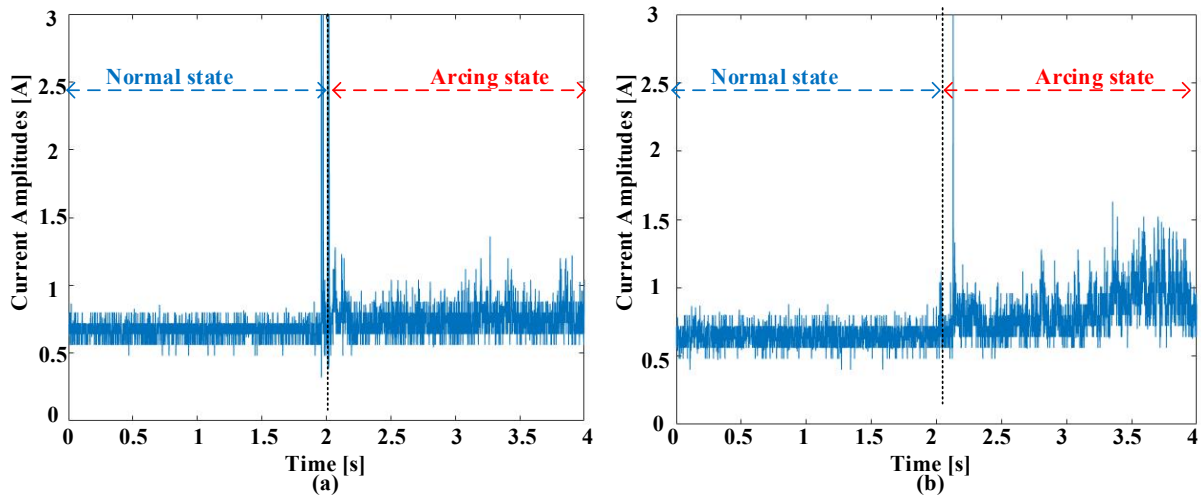 3
2.5
2
1.5
1
0.5
0
Current Amplitudes [A]
Normal state
Arcing state
0 0.5 1 1.5 2 2.5 3 3.5 4
Time [s]
(a)
3
2.5
2
1.5
1
0.5
0
Current Amplitudes [A]
Normal state
Arcing state
0 0.5 1 1.5 2 2.5 3 3.5 4
Time [s]
(b)